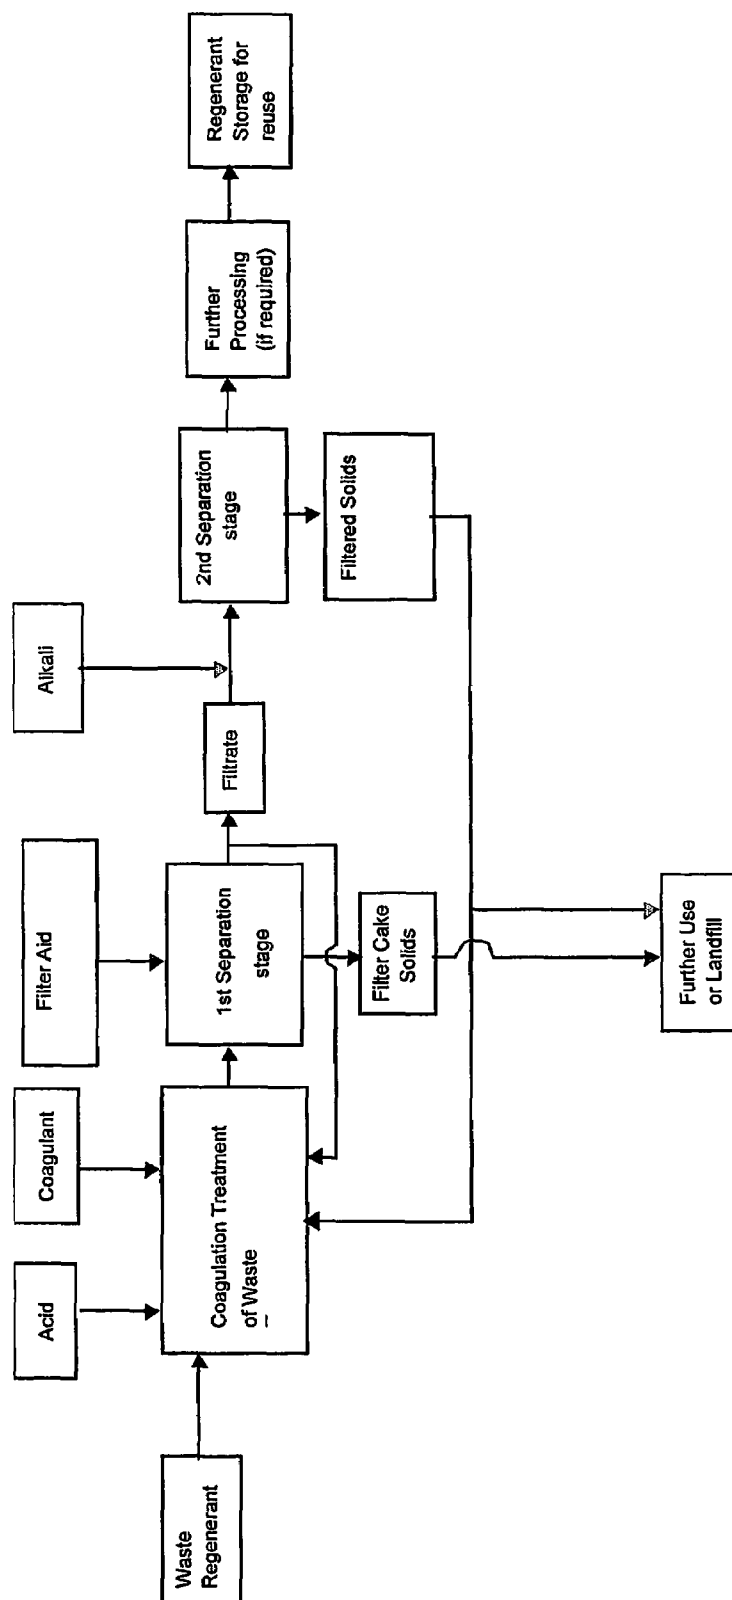 Waste
Regenerant
Acid
Coagulant
Coagulation Treatment
of Waste
Filter Aid
1st Separation
stage
Filter Cake
Solids
Filtrate
Alkali
2nd Separation
stage
Filtered Solids
Further
Processing
(if required)
Regenerant
Storage for
reuse
Further Use
or Landfill